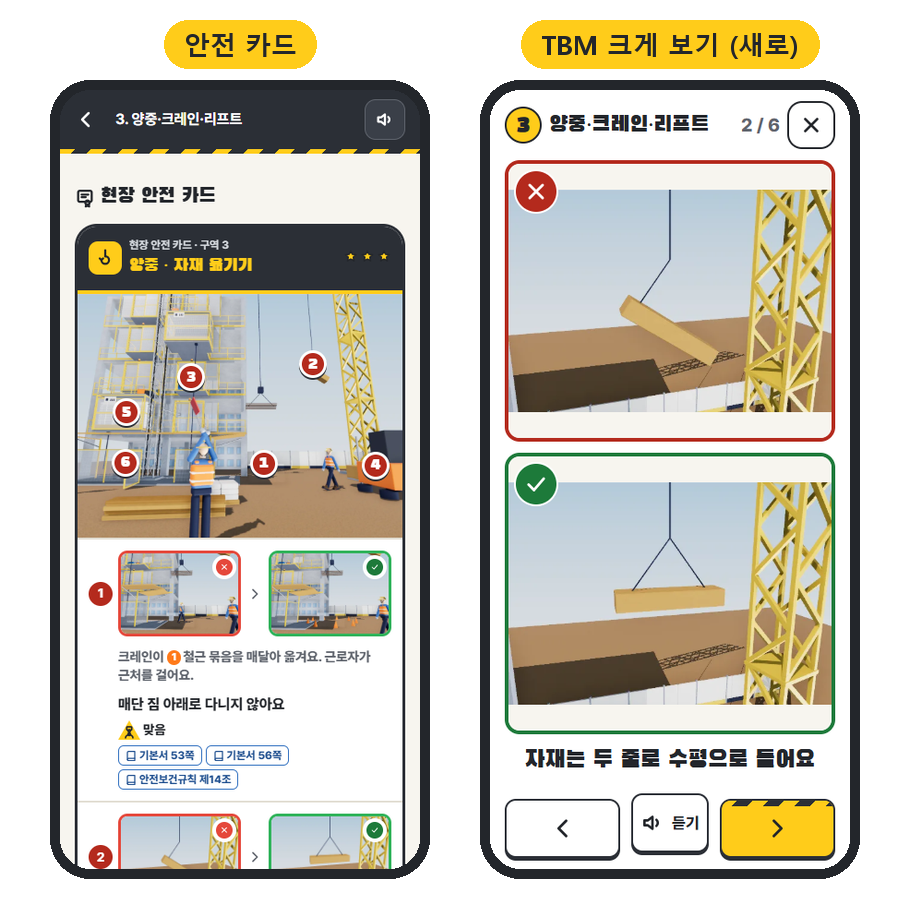 안전 카드
3. 양중·크레인·리프트
현장 안전 카드
현장 안전 카드 · 구역 3
양중 · 자재 옮기기
3
2
5
6
1
4
1
크레인이 1 철근 묶음을 매달아 옮겨요. 근로자가
근처를 걸어요.
매단 짐 아래로 다니지 않아요
맞음
기본서 53쪽 기본서 56쪽
안전보건규칙 제14조
2
TBM 크게 보기 (새로)
3 양중·크레인·리프트 2 / 6
자재는 두 줄로 수평으로 들어요
듣기